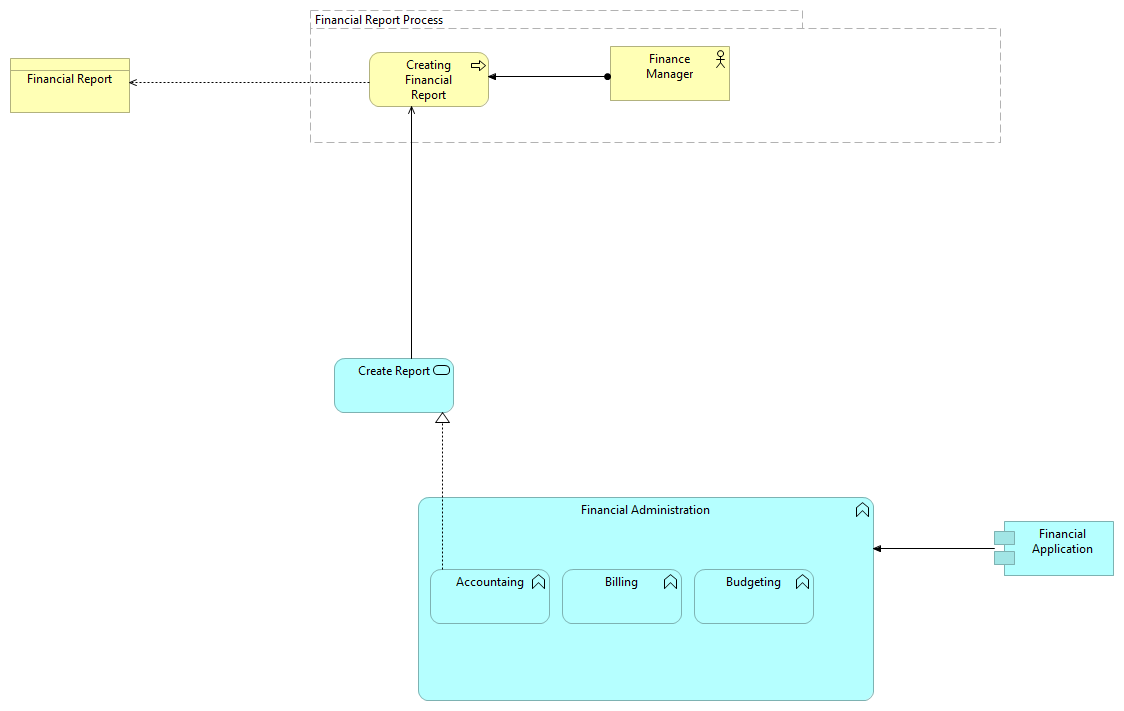 Financial Report Process
Financial Report
Creating
Financial
Report
Finance
Manager
Create Report
Financial Administration
Financial
Application
Accountaing
Billing
Budgeting